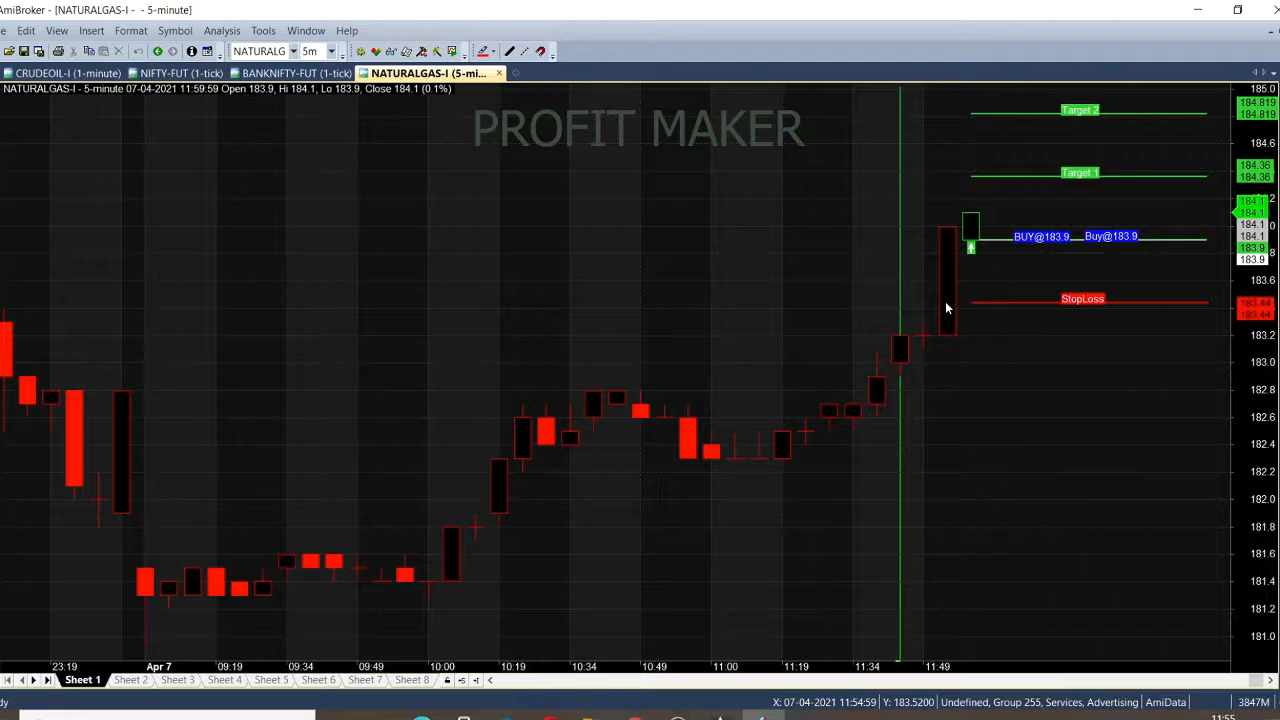 AmiBroker - [NATURALGAS-I - - 5-minute]
Edit View Insert Format Symbol Analysis Tools Window Help
NATURALG 5m
CRUDEOIL-I (1-minute) NIFTY-FUT (1-tick) BANKNIFTY-FUT (1-tick) NATURALGAS-I (5-mi...
NATURALGAS-I - 5-minute 07-04-2021 11:59:59 Open 183.9, Hi 184.1, Lo 183.9, Close 184.1 (0.1%)
PROFIT MAKER
185.0
184.819
Target 2
184.819
184.6
184.36
Target 1
184.36
184.1
184.1
184.1
BUY@183.9 Buy@183.9
184.1
183.9
183.9
183.6
StopLoss
183.44
183.44
183.2
183.0
182.8
182.6
182.4
182.2
182.0
181.8
181.6
181.4
181.2
181.0
23:19 Apr 7 09:19 09:34 09:49 10:00 10:19 10:34 10:49 11:00 11:19 11:34 11:49
Sheet 1 Sheet 2 Sheet 3 Sheet 4 Sheet 5 Sheet 6 Sheet 7 Sheet 8
dy
X: 07-04-2021 11:54:59 Y: 183.5200 Undefined, Group 255, Services, Advertising AmiData 3847M
11:55